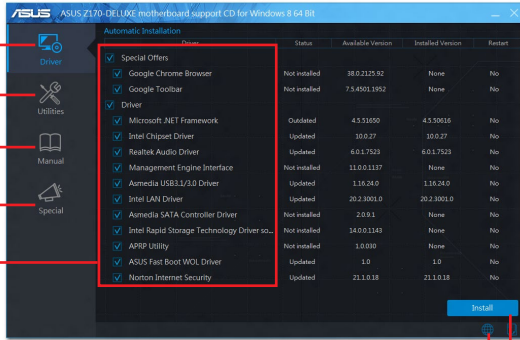 ASUS ASUS Z170-DELUXE motherboard support CD for Windows 8 64 Bit
Automatic Installation
Driver Status Available Version Installed Version Restart
Special Offers
Google Chrome Browser Not installed 38.0.2125.92 None No
Google Toolbar Not installed 7.5.4501.1952 None No
Driver
Microsoft .NET Framework Outdated 4.5.51650 4.5.50616 No
Intel Chipset Driver Updated 10.0.27 10.0.27 No
Realtek Audio Driver Updated 6.0.1.7523 6.0.1.7523 No
Management Engine Interface Not installed 11.0.0.1137 None No
Asmedia USB3.1/3.0 Driver Updated 1.16.24.0 1.16.24.0 No
Intel LAN Driver Updated 20.2.3001.0 20.2.3001.0 No
Asmedia SATA Controller Driver Not installed 2.0.9.1 None No
Intel Rapid Storage Technology Driver so... Not installed 14.0.0.1143 None No
APRP Utility Not installed 1.0.030 None No
ASUS Fast Boot WOL Driver Updated 1.0 1.0 No
Norton Internet Security Updated 21.1.0.18 21.1.0.18 No
Driver
Utilities
Manual
Special
Install